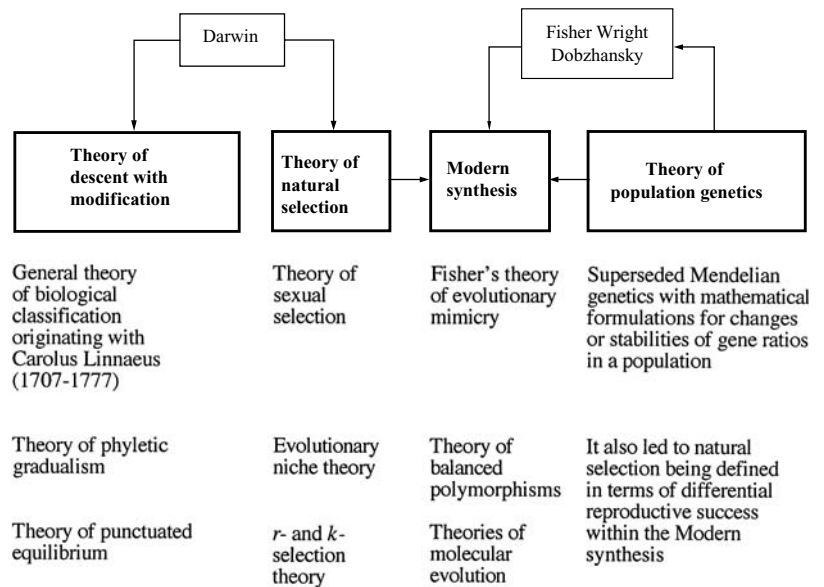 Darwin
Fisher Wright
Dobzhansky
Theory of
descent with
modification
Theory of
natural
selection
Modern
synthesis
Theory of
population genetics
General theory
of biological
classification
originating with
Carolus Linnaeus
(1707-1777)
Theory of
sexual
selection
Fisher's theory
of evolutionary
mimicry
Superseded Mendelian
genetics with mathematical
formulations for changes
or stabilities of gene ratios
in a population
Theory of phyletic
gradualism
Evolutionary
niche theory
Theory of
balanced
polymorphisms
It also led to natural
selection being defined
in terms of differential
reproductive success
within the Modern
synthesis
Theory of punctuated
equilibrium
r- and k-
selection
theory
Theories of
molecular
evolution